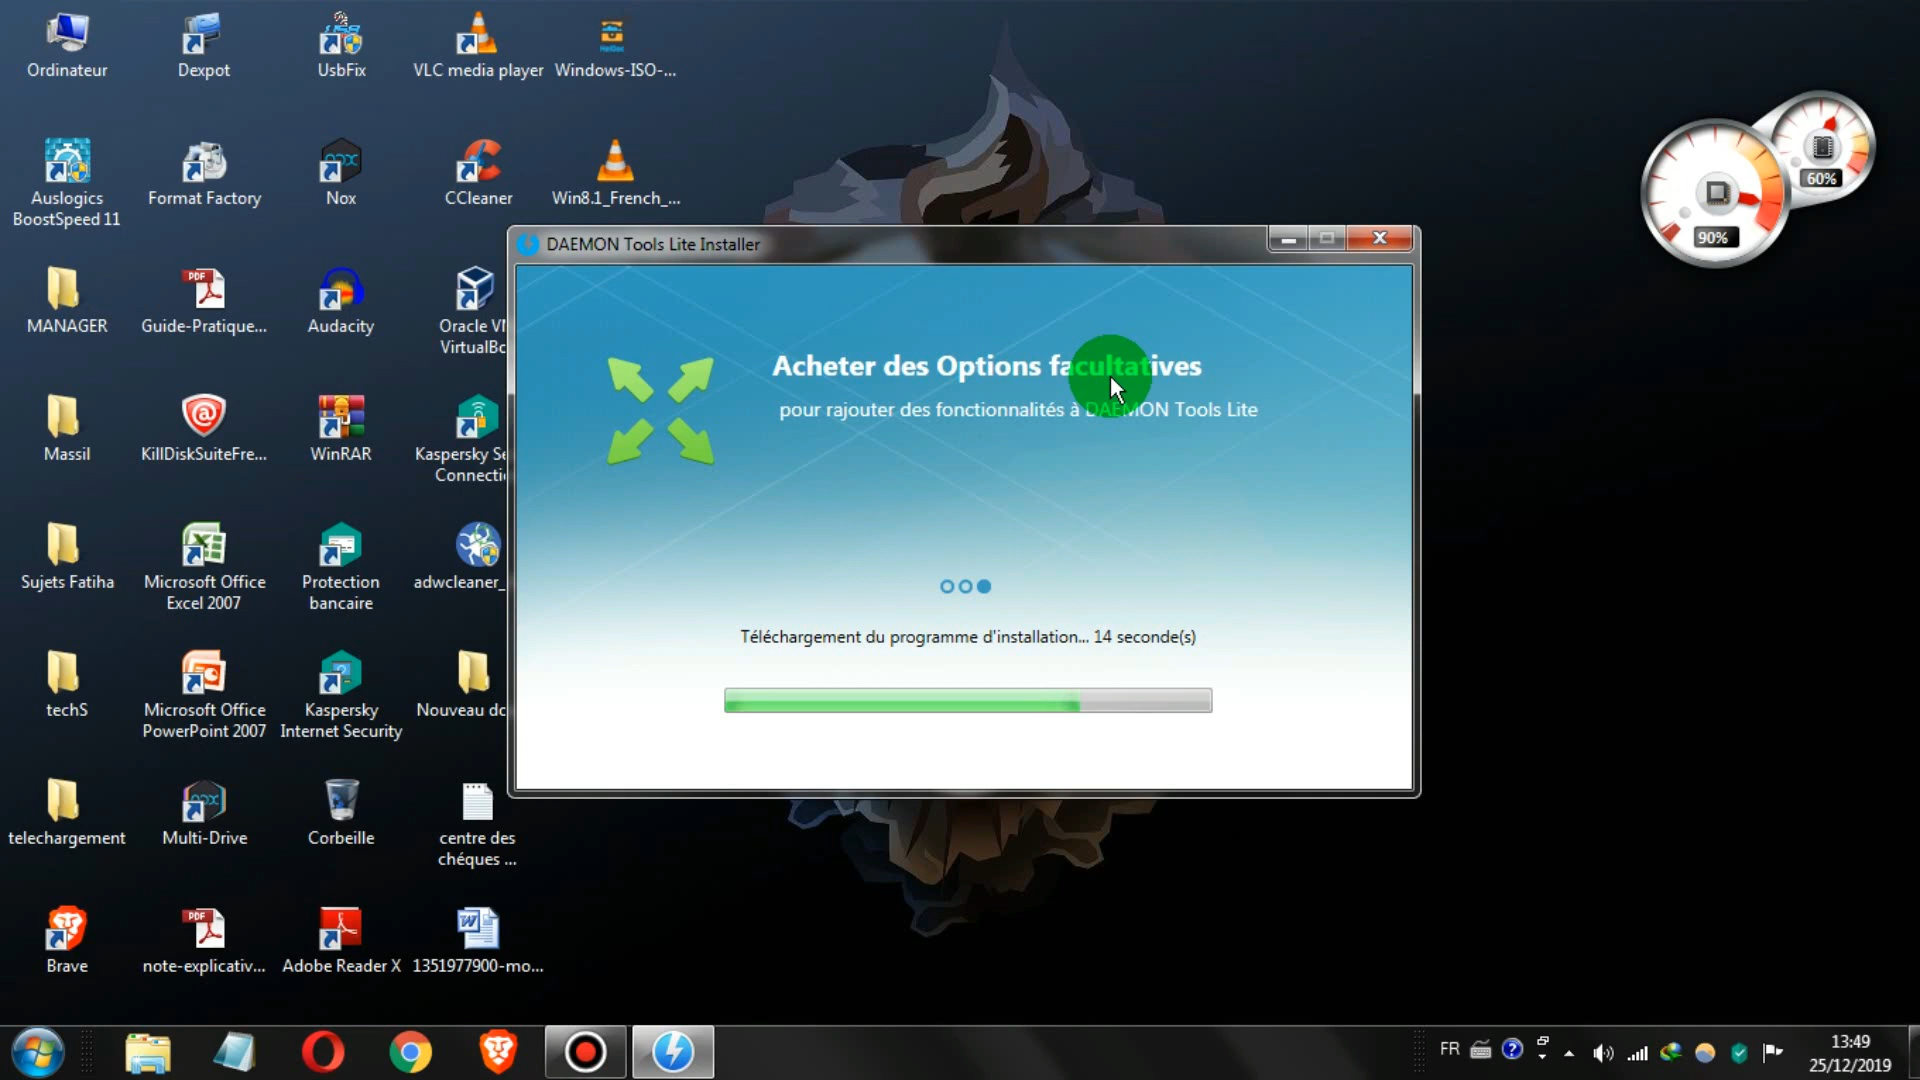 Ordinateur
Dexpot
UsbFix
VLC media player
Windows-ISO-...
Auslogics
BoostSpeed 11
Format Factory
Nox
CCleaner
Win8.1_French_...
MANAGER
Guide-Pratique...
Audacity
Oracle V
VirtualBo
Massil
KillDiskSuiteFre...
WinRAR
Kaspersky Se
Connecti
Sujets Fatiha
Microsoft Office
Excel 2007
Protection
bancaire
adwcleaner_
techS
Microsoft Office
PowerPoint 2007
Kaspersky
Internet Security
Nouveau do
telechargement
Multi-Drive
Corbeille
centre des
chéques ...
Brave
note-explicativ...
Adobe Reader X
1351977900-mo...
DAEMON Tools Lite Installer
Acheter des Options facultatives
pour rajouter des fonctionnalités à DAEMON Tools Lite
Téléchargement du programme d'installation... 14 seconde(s)
60%
90%
FR
13:49
25/12/2019